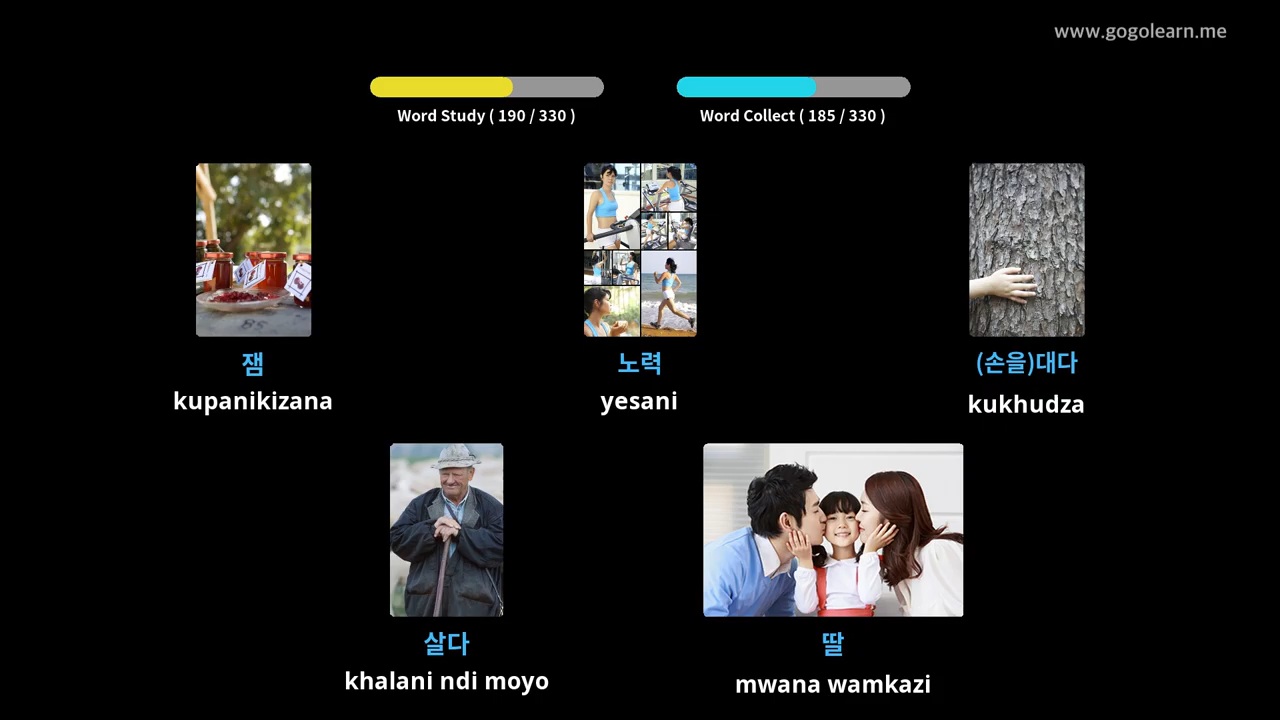 www.gogolearn.me
Word Study ( 190 / 330 )
Word Collect ( 185 / 330 )
잼
kupanikizana
노력
yesani
(손을)대다
kukhudza
살다
khalani ndi moyo
딸
mwana wamkazi